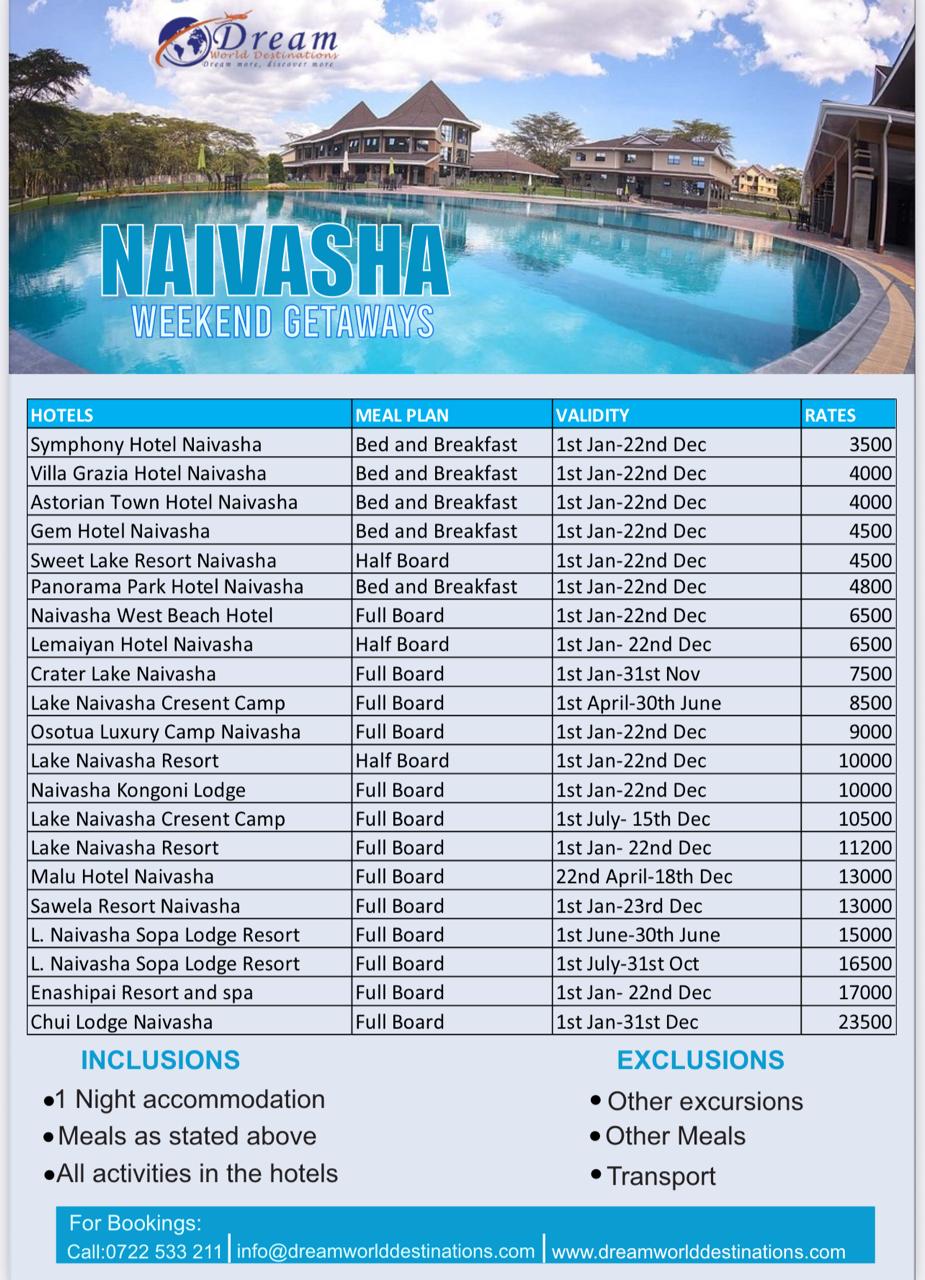 Dream
World Destinations
Dream more, discover more
NAIVASHA
WEEKEND GETAWAYS
HOTELS MEAL PLAN VALIDITY RATES
Symphony Hotel Naivasha Bed and Breakfast 1st Jan-22nd Dec 3500
Villa Grazia Hotel Naivasha Bed and Breakfast 1st Jan-22nd Dec 4000
Astorian Town Hotel Naivasha Bed and Breakfast 1st Jan-22nd Dec 4000
Gem Hotel Naivasha Bed and Breakfast 1st Jan-22nd Dec 4500
Sweet Lake Resort Naivasha Half Board 1st Jan-22nd Dec 4500
Panorama Park Hotel Naivasha Bed and Breakfast 1st Jan-22nd Dec 4800
Naivasha West Beach Hotel Full Board 1st Jan-22nd Dec 6500
Lemaiyan Hotel Naivasha Half Board 1st Jan- 22nd Dec 6500
Crater Lake Naivasha Full Board 1st Jan-31st Nov 7500
Lake Naivasha Cresent Camp Full Board 1st April-30th June 8500
Osotua Luxury Camp Naivasha Full Board 1st Jan-22nd Dec 9000
Lake Naivasha Resort Half Board 1st Jan-22nd Dec 10000
Naivasha Kongoni Lodge Full Board 1st Jan-22nd Dec 10000
Lake Naivasha Cresent Camp Full Board 1st July- 15th Dec 10500
Lake Naivasha Resort Full Board 1st Jan- 22nd Dec 11200
Malu Hotel Naivasha Full Board 22nd April-18th Dec 13000
Sawela Resort Naivasha Full Board 1st Jan-23rd Dec 13000
L. Naivasha Sopa Lodge Resort Full Board 1st June-30th June 15000
L. Naivasha Sopa Lodge Resort Full Board 1st July-31st Oct 16500
Enashipai Resort and spa Full Board 1st Jan- 22nd Dec 17000
Chui Lodge Naivasha Full Board 1st Jan-31st Dec 23500
INCLUSIONS
•1 Night accommodation
•Meals as stated above
•All activities in the hotels
EXCLUSIONS
• Other excursions
• Other Meals
• Transport
For Bookings:
Call:0722 533 211 | info@dreamworlddestinations.com | www.dreamworlddestinations.com